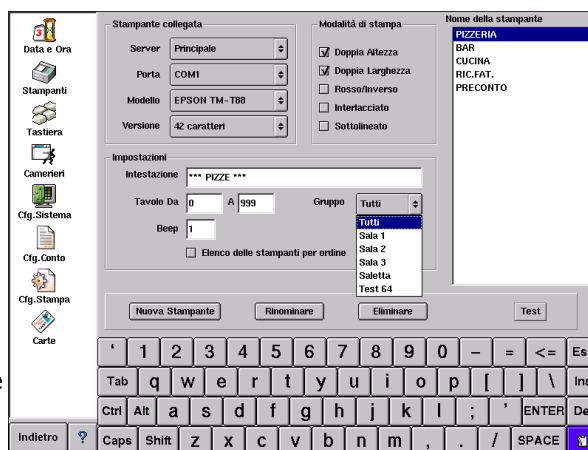 Data e Ora
Stampanti
Tastiera
Camerieri
Cfg.Sistema
Cfg.Conto
Cfg.Stampa
Carte
Indietro ?
Stampante collegata
Server Principale
Porta COM1
Modello EPSON TM-T88
Versione 42 caratteri
Modalità di stampa
Doppia Altezza
Doppia Larghezza
Rosso/Inverso
Interlacciato
Sottolineato
Nome della stampante
PIZZERIA
BAR
CUCINA
RIC.FAT.
PRECONTO
Impostazioni
Intestazione *** PIZZE ***
Tavolo Da 0 A 999 Gruppo Tutti
Beep 1
Elenco delle stampanti per ordine
Tutti
Sala 1
Sala 2
Sala 3
Saletta
Test 64
Nuova Stampante Rinominare Eliminare Test
‘ 1 2 3 4 5 6 7 8 9 0 – = <= Es
Tab q w e r t y u i o p [ ] \ Ins
Ctrl Alt a s d f g h j k l ; ’ ENTER De
Caps Shift z x c v b n m , . / SPACE
e